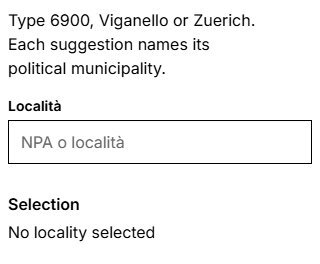 Type 6900, Viganello or Zuerich.
Each suggestion names its
political municipality.
Località
NPA o località
Selection
No locality selected